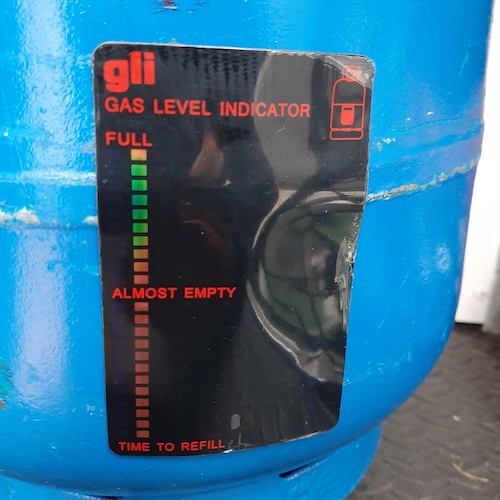 gli
GAS LEVEL INDICATOR
FULL
ALMOST EMPTY
TIME TO REFILL